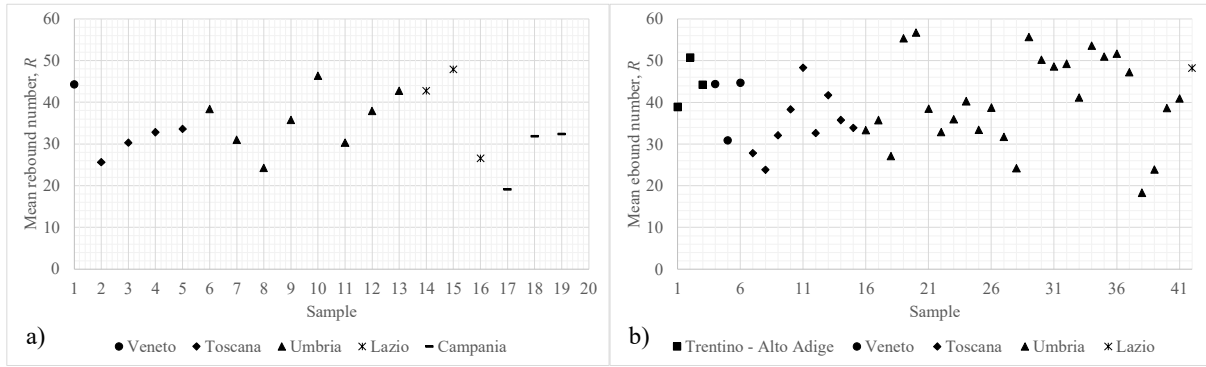 60
50
40
30
20
10
0
Mean rebound number, R
1 2 3 4 5 6 7 8 9 10 11 12 13 14 15 16 17 18 19 20
Sample
a)
Veneto Toscana Umbria Lazio Campania
60
50
40
30
20
10
0
Mean ebound number, R
1 6 11 16 21 26 31 36 41
Sample
b)
Trentino - Alto Adige Veneto Toscana Umbria Lazio